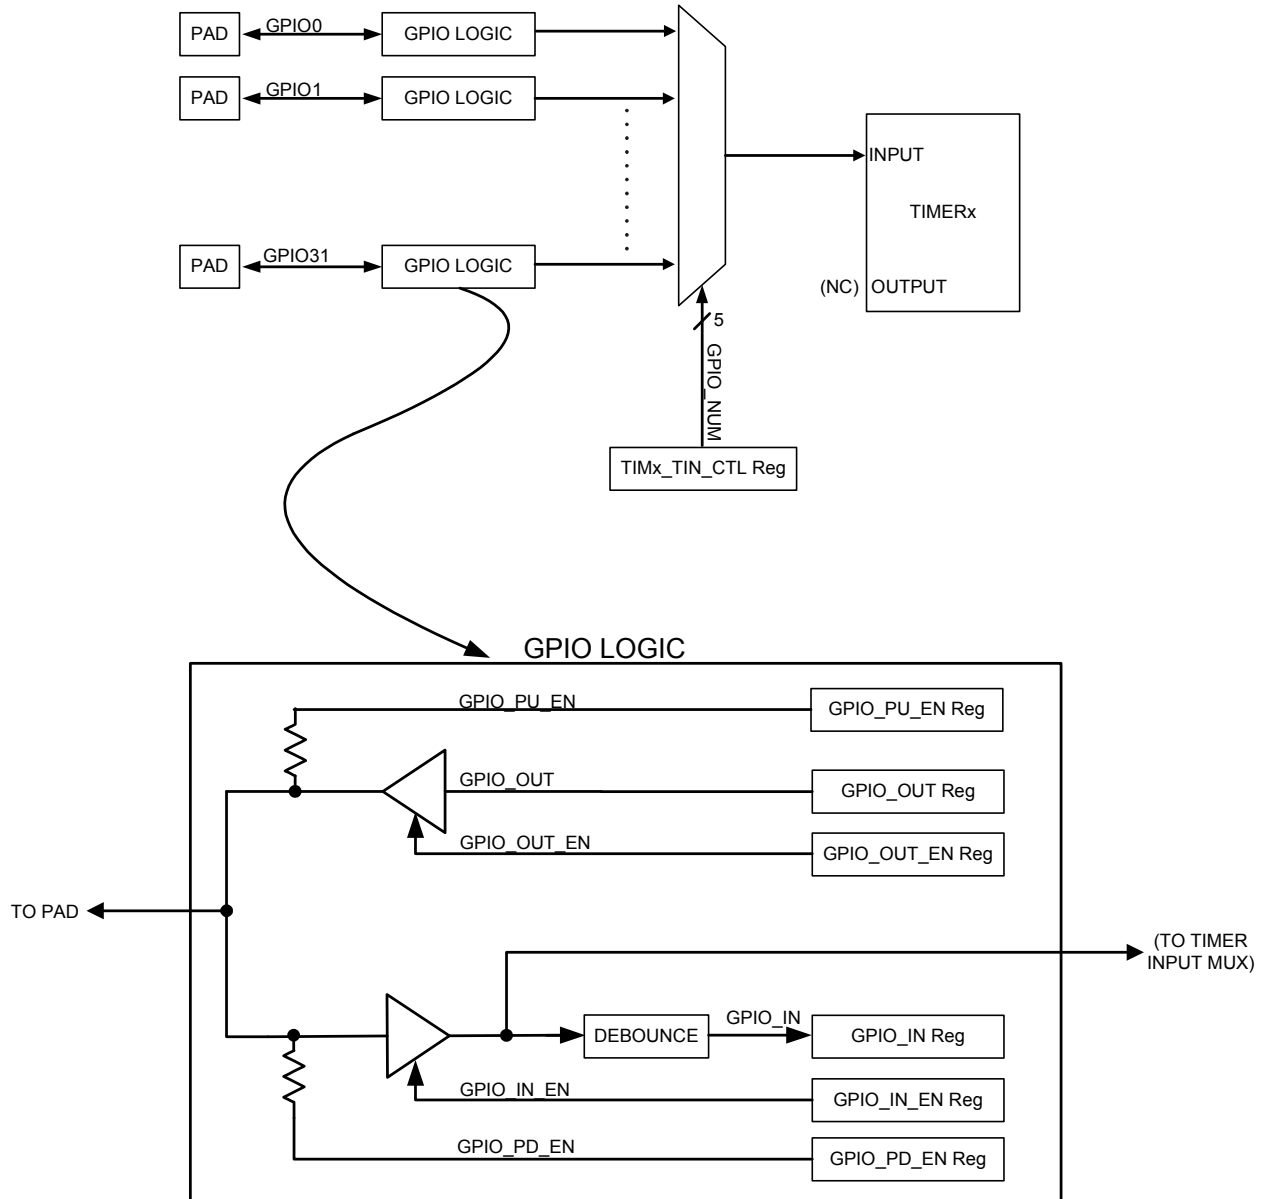 PAD GPIO0 GPIO LOGIC
PAD GPIO1 GPIO LOGIC
INPUT
TIMERx
PAD GPIO31 GPIO LOGIC
(NC) OUTPUT
5
GPIO_NUM
TIMx_TIN_CTL Reg
GPIO LOGIC
GPIO_PU_EN GPIO_PU_EN Reg
GPIO_OUT GPIO_OUT Reg
GPIO_OUT_EN GPIO_OUT_EN Reg
TO PAD
(TO TIMER
INPUT MUX)
DEBOUNCE GPIO_IN GPIO_IN Reg
GPIO_IN_EN GPIO_IN_EN Reg
GPIO_PD_EN GPIO_PD_EN Reg